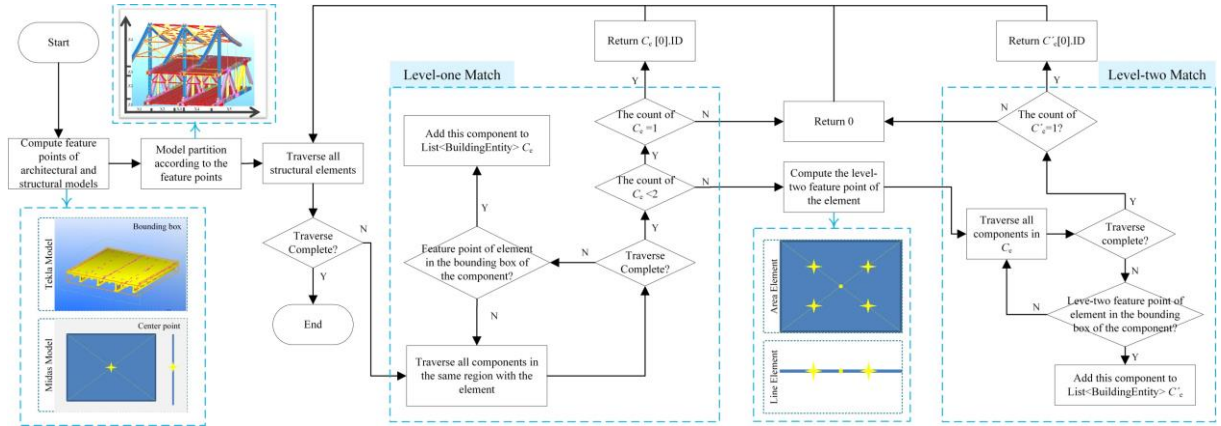 Start
Compute feature
points of
architectural and
structural models
Model partition
according to the
feature points
Traverse all
structural elements
Traverse
Complete?
N
Y
End
Tekla Model
Bounding box
Midas Model
Center point
Level-one Match
Add this component to
List<BuildingEntity> Cₑ
Y
Feature point of element
in the bounding box of
the component?
N
N
Traverse all components in
the same region with the
element
Return Cₑ [0].ID
Y
The count of
Cₑ =1
N
Y
The count of
Cₑ <2
N
Y
Traverse
Complete?
Return 0
Compute the level-
two feature point of
the element
Area Element
Line Element
Return C´ₑ[0].ID
Level-two Match
Y
The count of
C´ₑ=1?
N
Traverse all
components in
Cₑ
Y
Traverse
complete?
N
Leve-two feature point of
element in the bounding
box of the component?
N
Y
Add this component to
List<BuildingEntity> C´ₑ